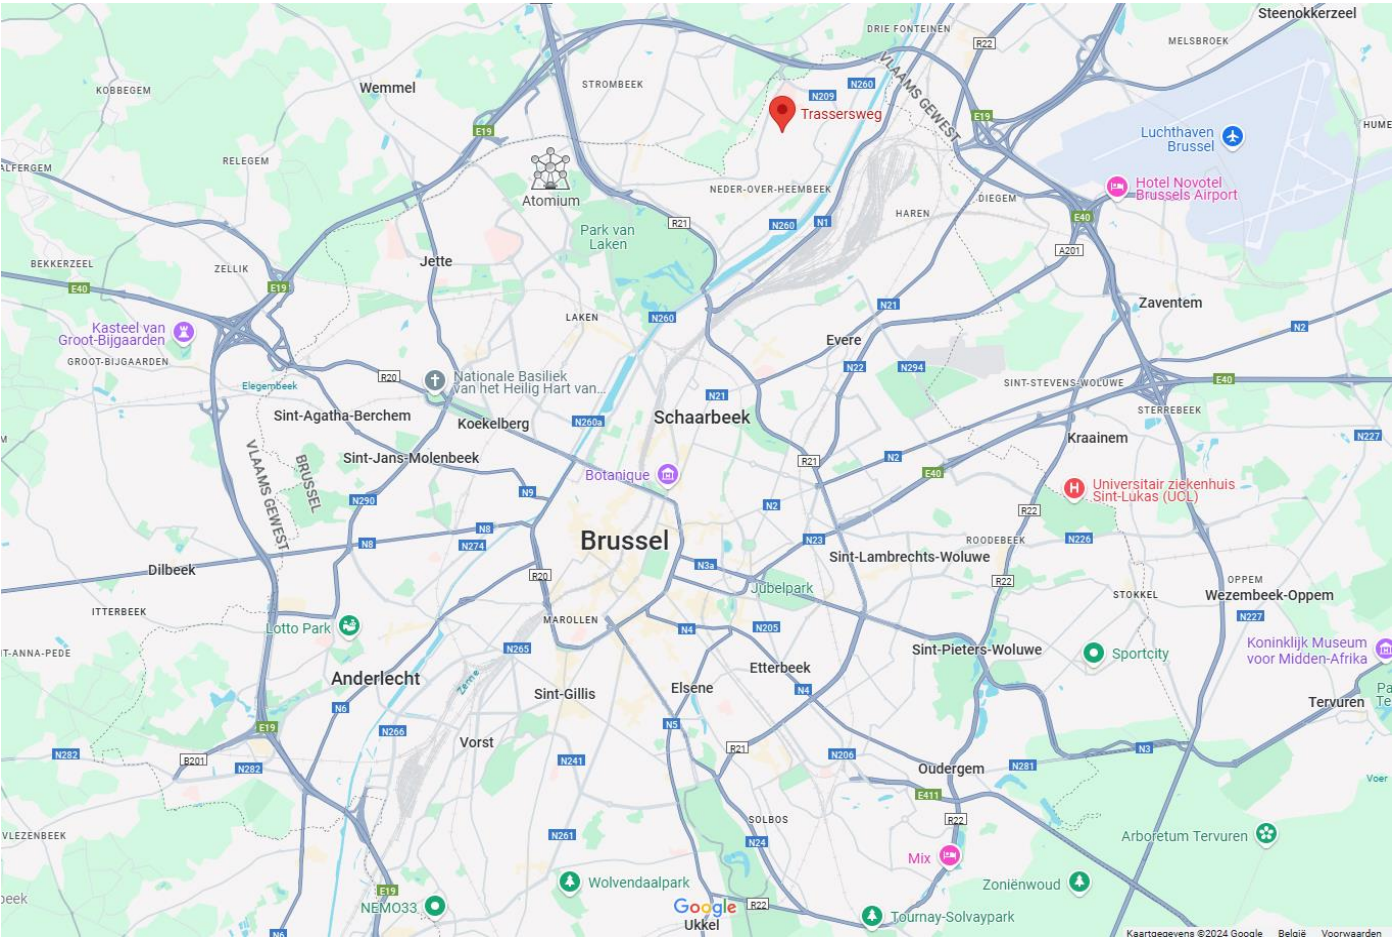 Steenokkerzeel
DRIE FONTEINEN
R22
MELSBROEK
VLAAMS GEWEST
STROMBEEK
N260
KOBBEGEM
Wemmel
N209
Trassersweg
E19
HUME
E19
Luchthaven
Brussel
RELEGEM
ALFERGEM
Hotel Novotel
Brussels Airport
NEDER-OVER-HEEMBEEK
Atomium
DIEGEM
HAREN
E40
R21
N260
N1
Park van
Laken
A201
Jette
BEKKERZEEL
ZELLIK
E40
E19
Zaventem
N21
LAKEN
N260
N2
Kasteel van
Groot-Bijgaarden
Evere
GROOT-BIJGAARDEN
N22
N294
R20
Nationale Basiliek
van het Heilig Hart van...
Elegembeek
SINT-STEVENS-WOLUWE
E40
N21
STERREBEEK
Sint-Agatha-Berchem
Schaarbeek
Koekelberg
N260a
Kraainem
N227
M
VLAAMS GEWEST
BRUSSEL
Sint-Jans-Molenbeek
R21
N2
E40
Botanique
Universitair ziekenhuis
Sint-Lukas (UCL)
N9
N290
N2
R22
N8
N8
N274
Brussel
N23
ROODEBEEK
N226
Sint-Lambrechts-Woluwe
N3a
Dilbeek
R20
Jubelpark
R22
OPPEM
STOKKEL
Wezembeek-Oppem
ITTERBEEK
N227
Lotto Park
MAROLLEN
N4
N205
Koninklijk Museum
voor Midden-Afrika
T-ANNA-PEDE
N265
Sint-Pieters-Woluwe
Sportcity
Etterbeek
Anderlecht
Zenne
Sint-Gillis
Elsene
N4
Pa
Te
Tervuren
N6
N5
E19
N266
Vorst
R21
N3
N282
B201
N282
N241
N206
Oudergem
N281
Voer
E411
SOLBOS
R22
VLEZENBEEK
N261
N24
Arboretum Tervuren
Mix
E19
Wolvendaalpark
Zoniënwoud
beek
NEMO33
Google
R22
Tournay-Solvaypark
Ukkel
N6
Kaartgegevens ©2024 Google België Voorwaarden